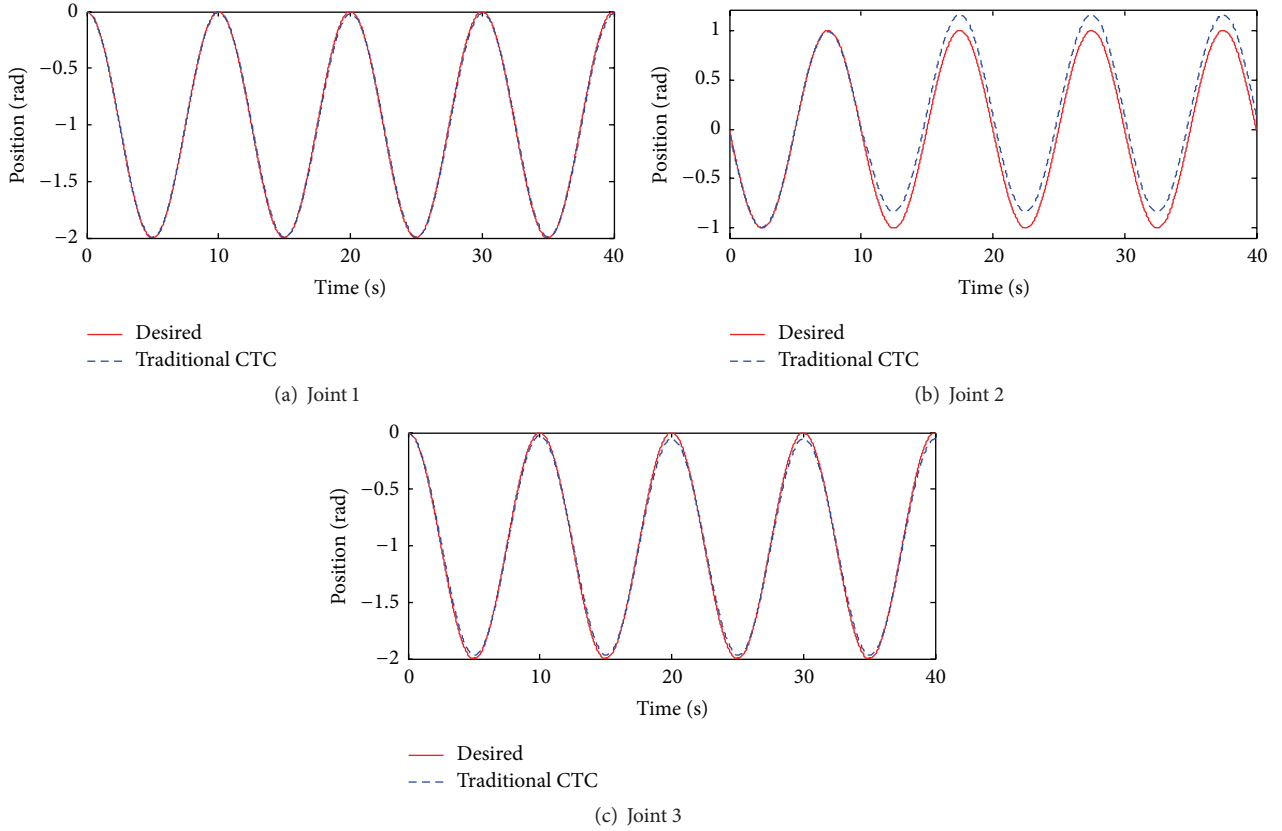 0
−0.5
−1
−1.5
−2
Position (rad)
0 10 20 30 40
Time (s)
Desired
Traditional CTC
(a) Joint 1
1
0.5
0
−0.5
−1
Position (rad)
0 10 20 30 40
Time (s)
Desired
Traditional CTC
(b) Joint 2
0
−0.5
−1
−1.5
−2
Position (rad)
0 10 20 30 40
Time (s)
Desired
Traditional CTC
(c) Joint 3